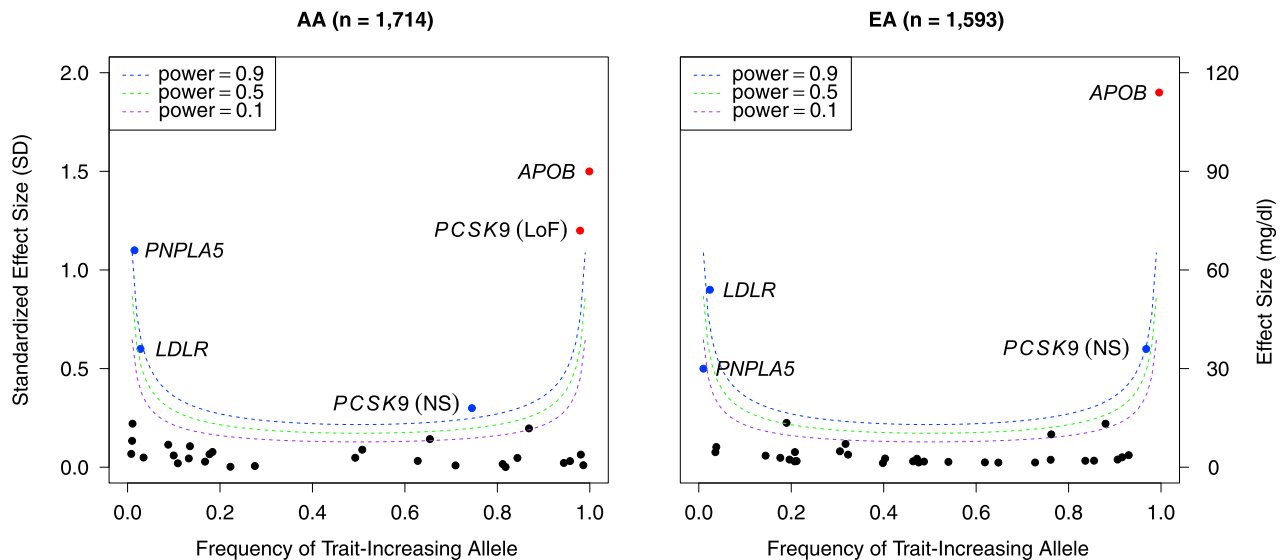 AA (n = 1,714)
Standardized Effect Size (SD)
2.0
1.5
1.0
0.5
0.0
power = 0.9
power = 0.5
power = 0.1
APOB
PCSK9 (LoF)
PNPLA5
LDLR
PCSK9 (NS)
0.0 0.2 0.4 0.6 0.8 1.0
Frequency of Trait-Increasing Allele
EA (n = 1,593)
power = 0.9
power = 0.5
power = 0.1
APOB
LDLR
PCSK9 (NS)
PNPLA5
120
90
60
30
0
Effect Size (mg/dl)
0.0 0.2 0.4 0.6 0.8 1.0
Frequency of Trait-Increasing Allele